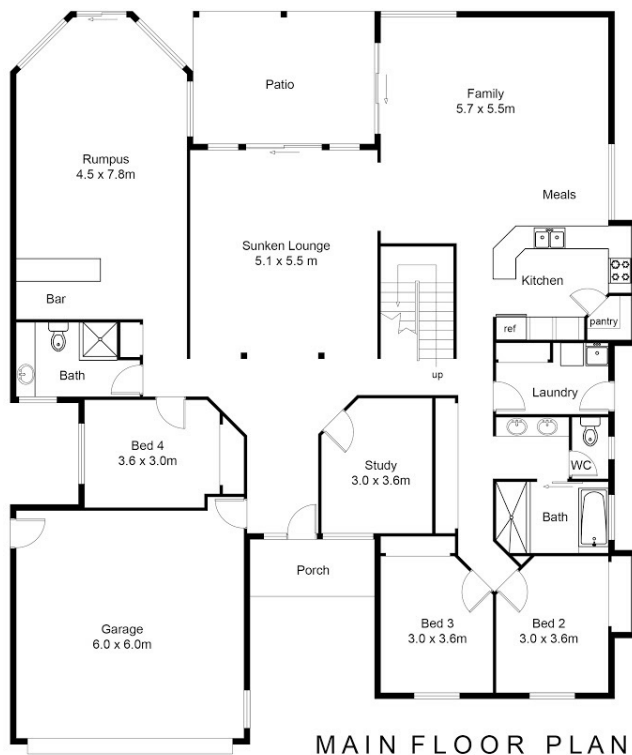 Patio
Family
5.7 x 5.5m
Rumpus
4.5 x 7.8m
Meals
Sunken Lounge
5.1 x 5.5 m
Kitchen
Bar
pantry
ref
up
Bath
Laundry
Bed 4
3.6 x 3.0m
Study
3.0 x 3.6m
WC
Bath
Porch
Garage
6.0 x 6.0m
Bed 3
3.0 x 3.6m
Bed 2
3.0 x 3.6m
MAIN FLOOR PLAN